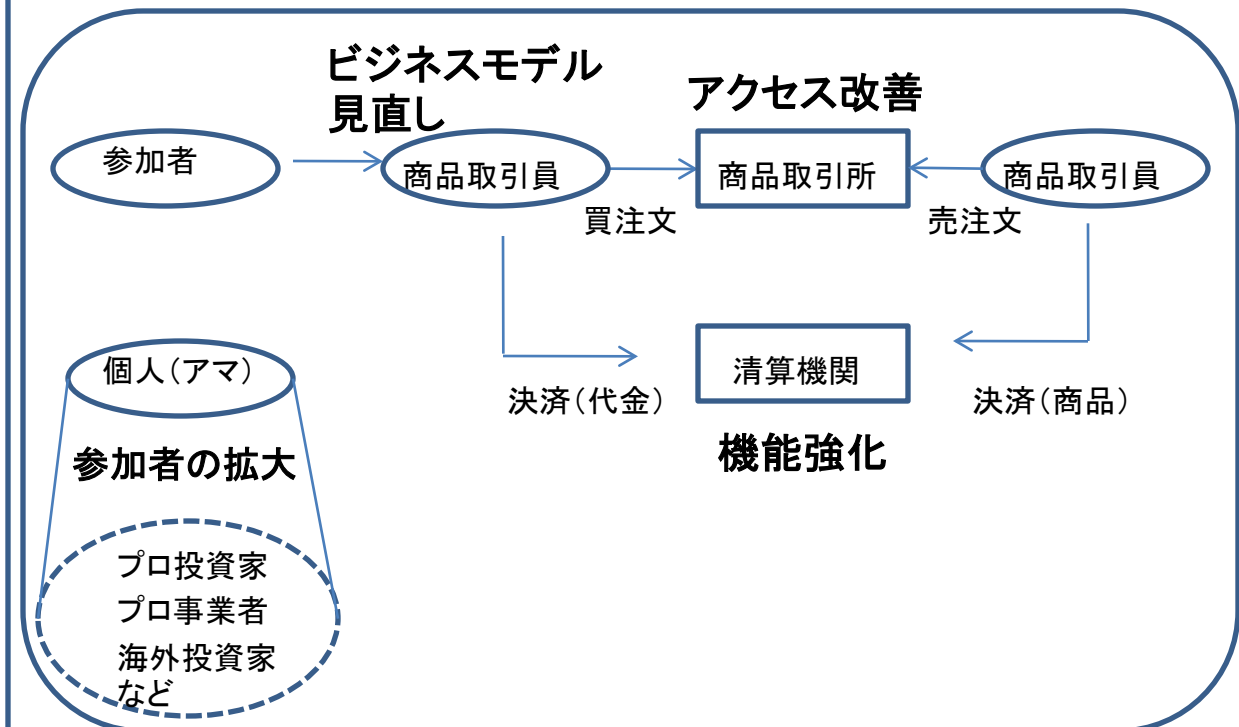 ビジネスモデル
見直し
アクセス改善
参加者
商品取引員
商品取引所
商品取引員
買注文
売注文
個人(アマ)
清算機関
決済(代金)
決済(商品)
参加者の拡大
機能強化
プロ投資家
プロ事業者
海外投資家
など